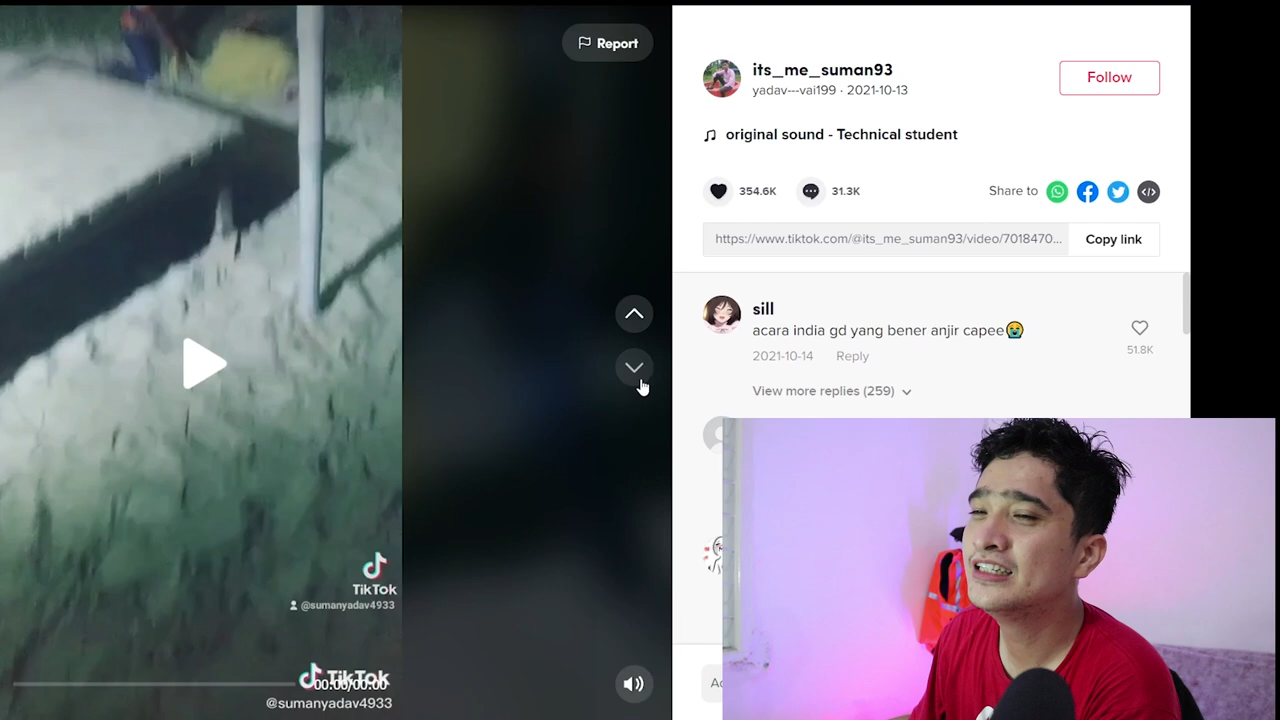 Report
its_me_suman93
yadav---vai199 · 2021-10-13
Follow
original sound - Technical student
354.6K
31.3K
Share to
https://www.tiktok.com/@its_me_suman93/video/7018470...
Copy link
sill
acara india gd yang bener anjir capee😭
51.8K
2021-10-14
Reply
View more replies (259)
TikTok
@sumanyadav4933
TikTok
00:00/00:00
@sumanyadav4933